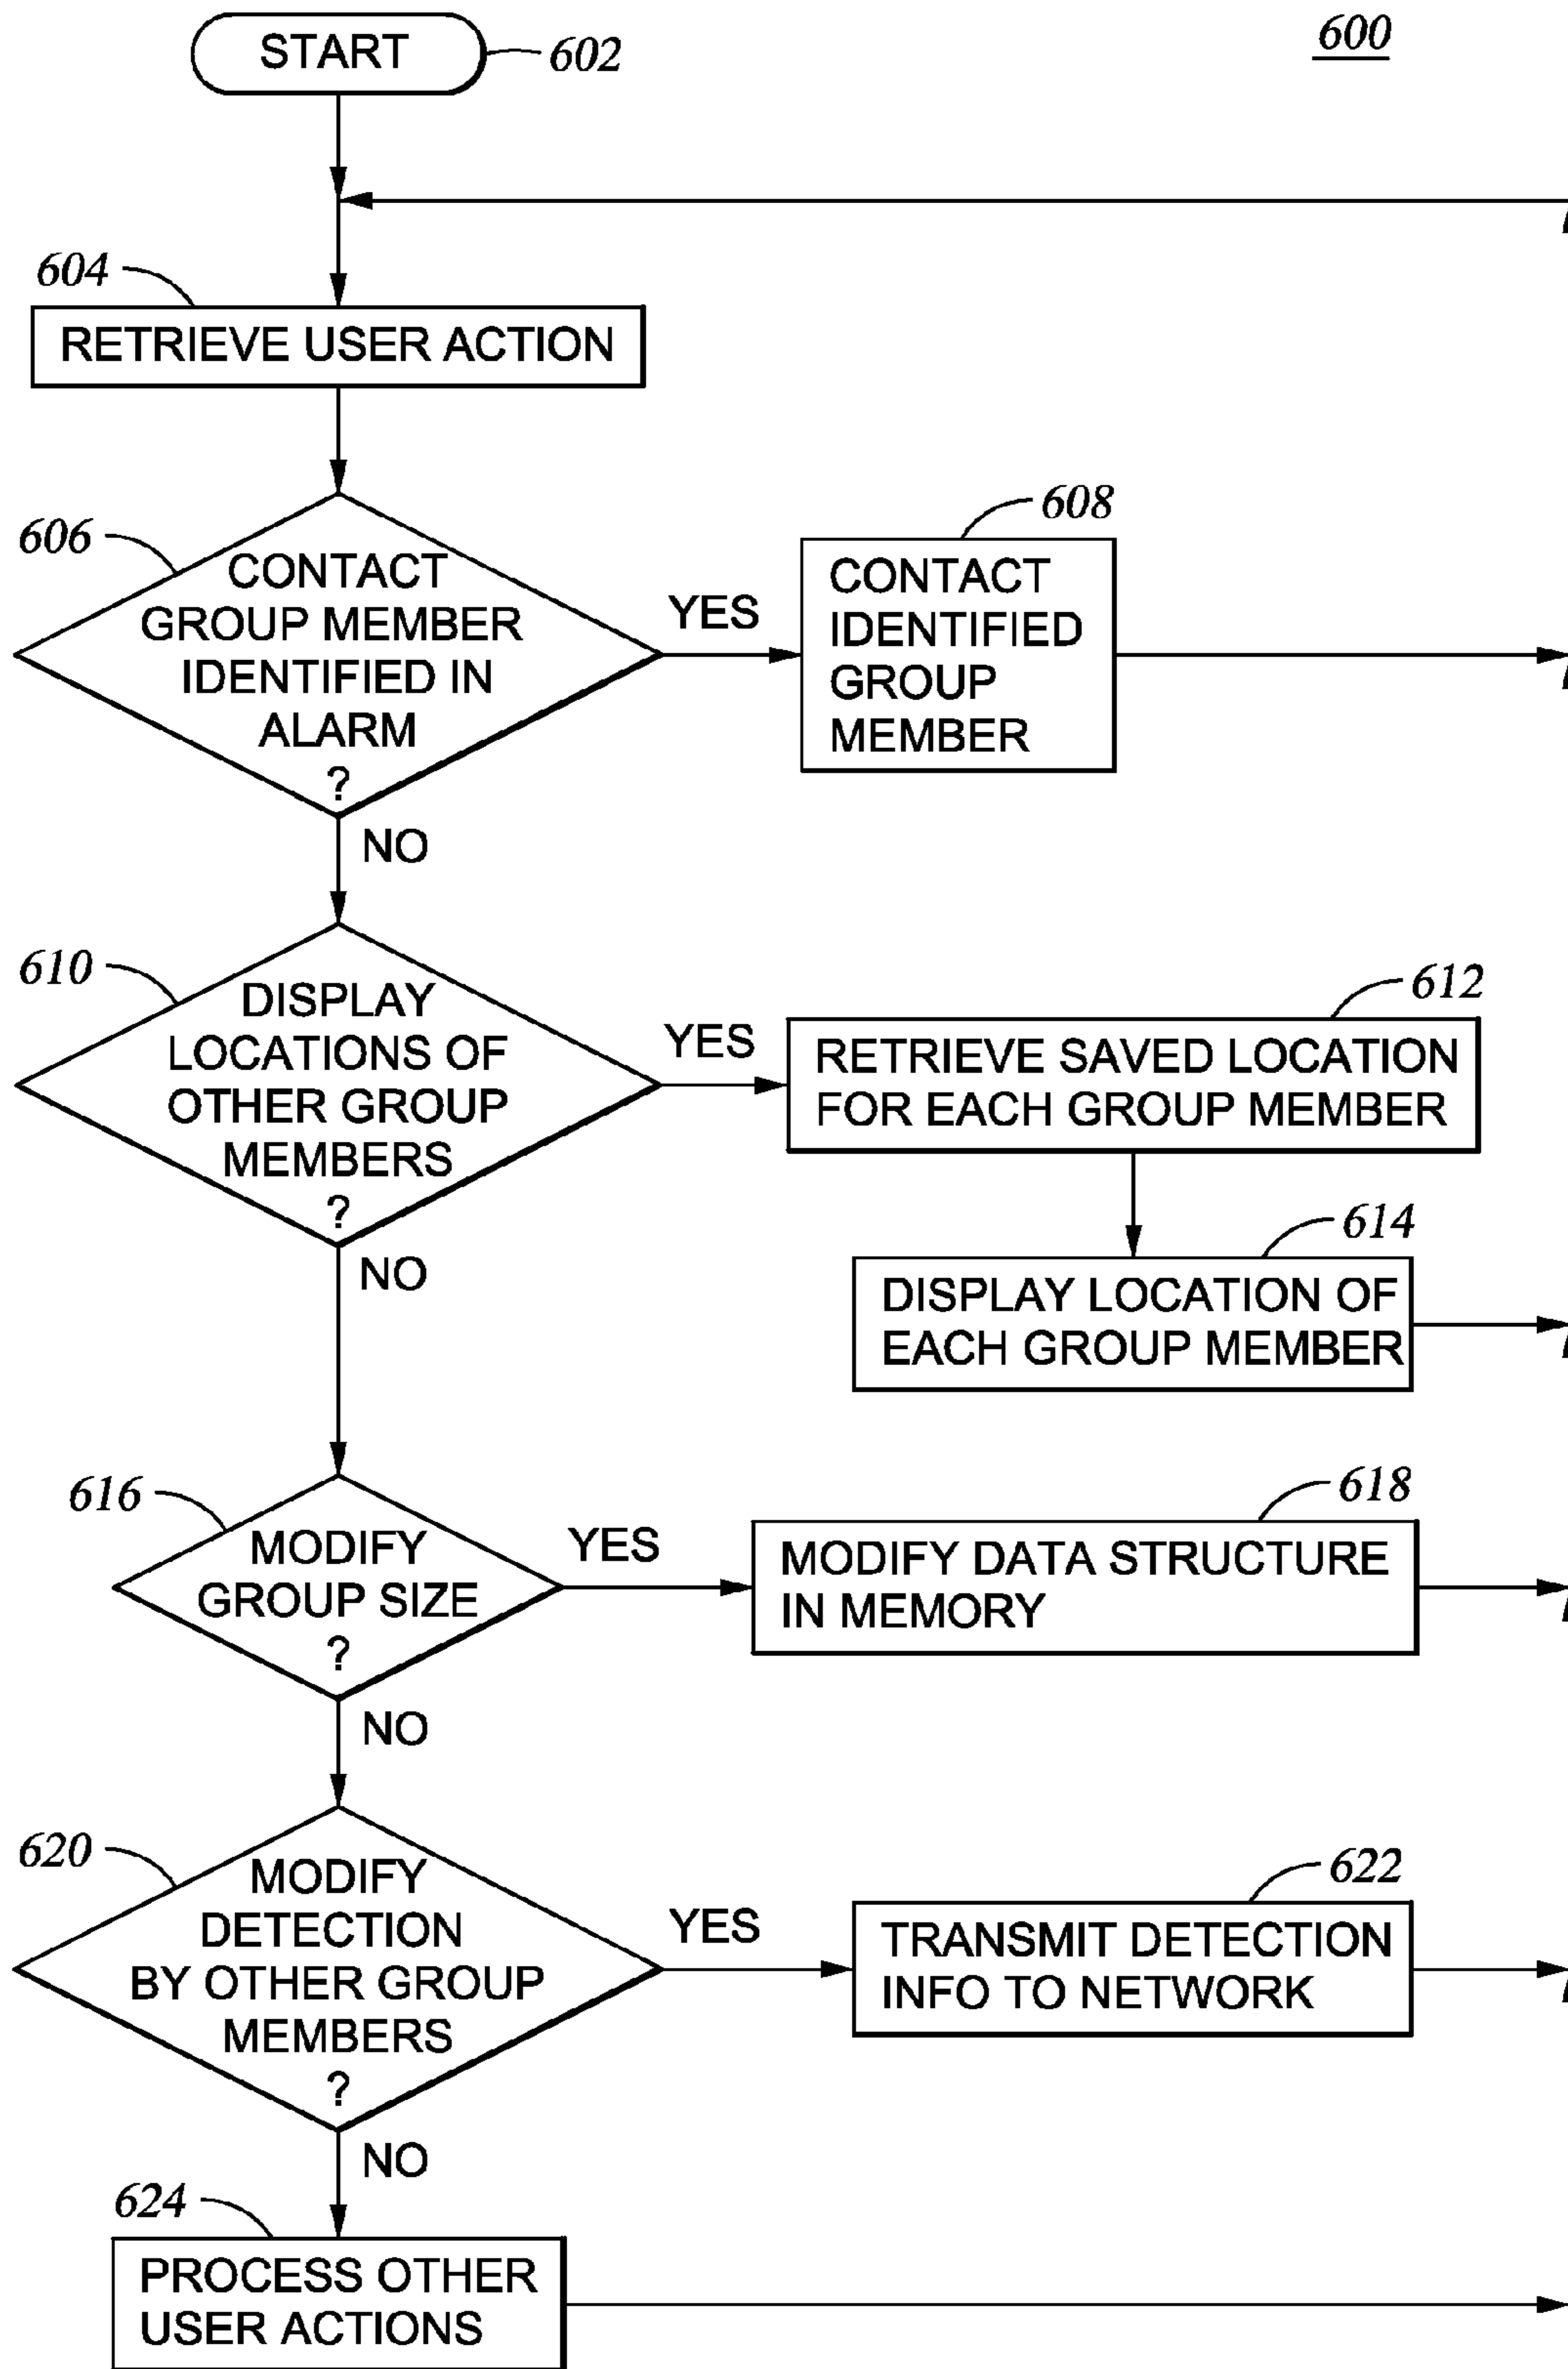 START
602
600
604
RETRIEVE USER ACTION
606
CONTACT
GROUP MEMBER
IDENTIFIED IN
ALARM
?
YES
608
CONTACT
IDENTIFIED
GROUP
MEMBER
NO
610
DISPLAY
LOCATIONS OF
OTHER GROUP
MEMBERS
?
YES
612
RETRIEVE SAVED LOCATION
FOR EACH GROUP MEMBER
614
DISPLAY LOCATION OF
EACH GROUP MEMBER
NO
616
MODIFY
GROUP SIZE
?
YES
618
MODIFY DATA STRUCTURE
IN MEMORY
NO
620
MODIFY
DETECTION
BY OTHER GROUP
MEMBERS
?
YES
622
TRANSMIT DETECTION
INFO TO NETWORK
NO
624
PROCESS OTHER
USER ACTIONS